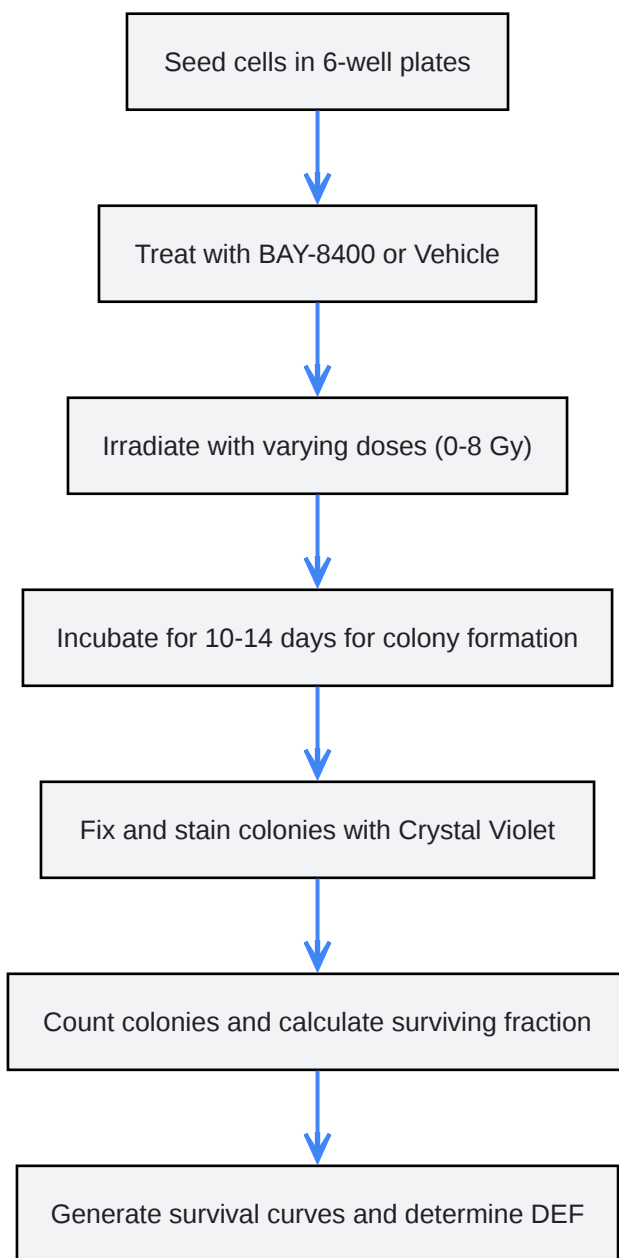 Seed cells in 6-well plates
Treat with BAY-8400 or Vehicle
Irradiate with varying doses (0-8 Gy)
Incubate for 10-14 days for colony formation
Fix and stain colonies with Crystal Violet
Count colonies and calculate surviving fraction
Generate survival curves and determine DEF